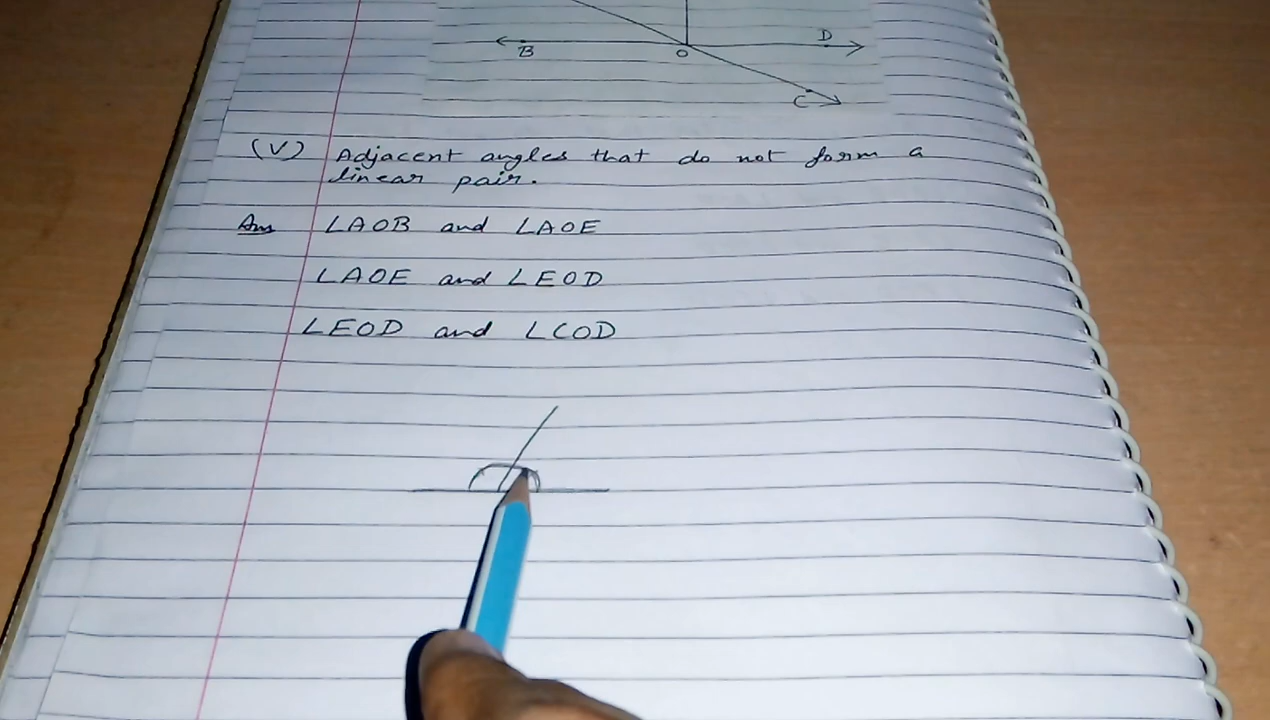 B O D
C
(V) Adjacent angles that do not form a
linear pair.
Ans ∠AOB and ∠AOE
∠AOE and ∠EOD
∠EOD and ∠COD